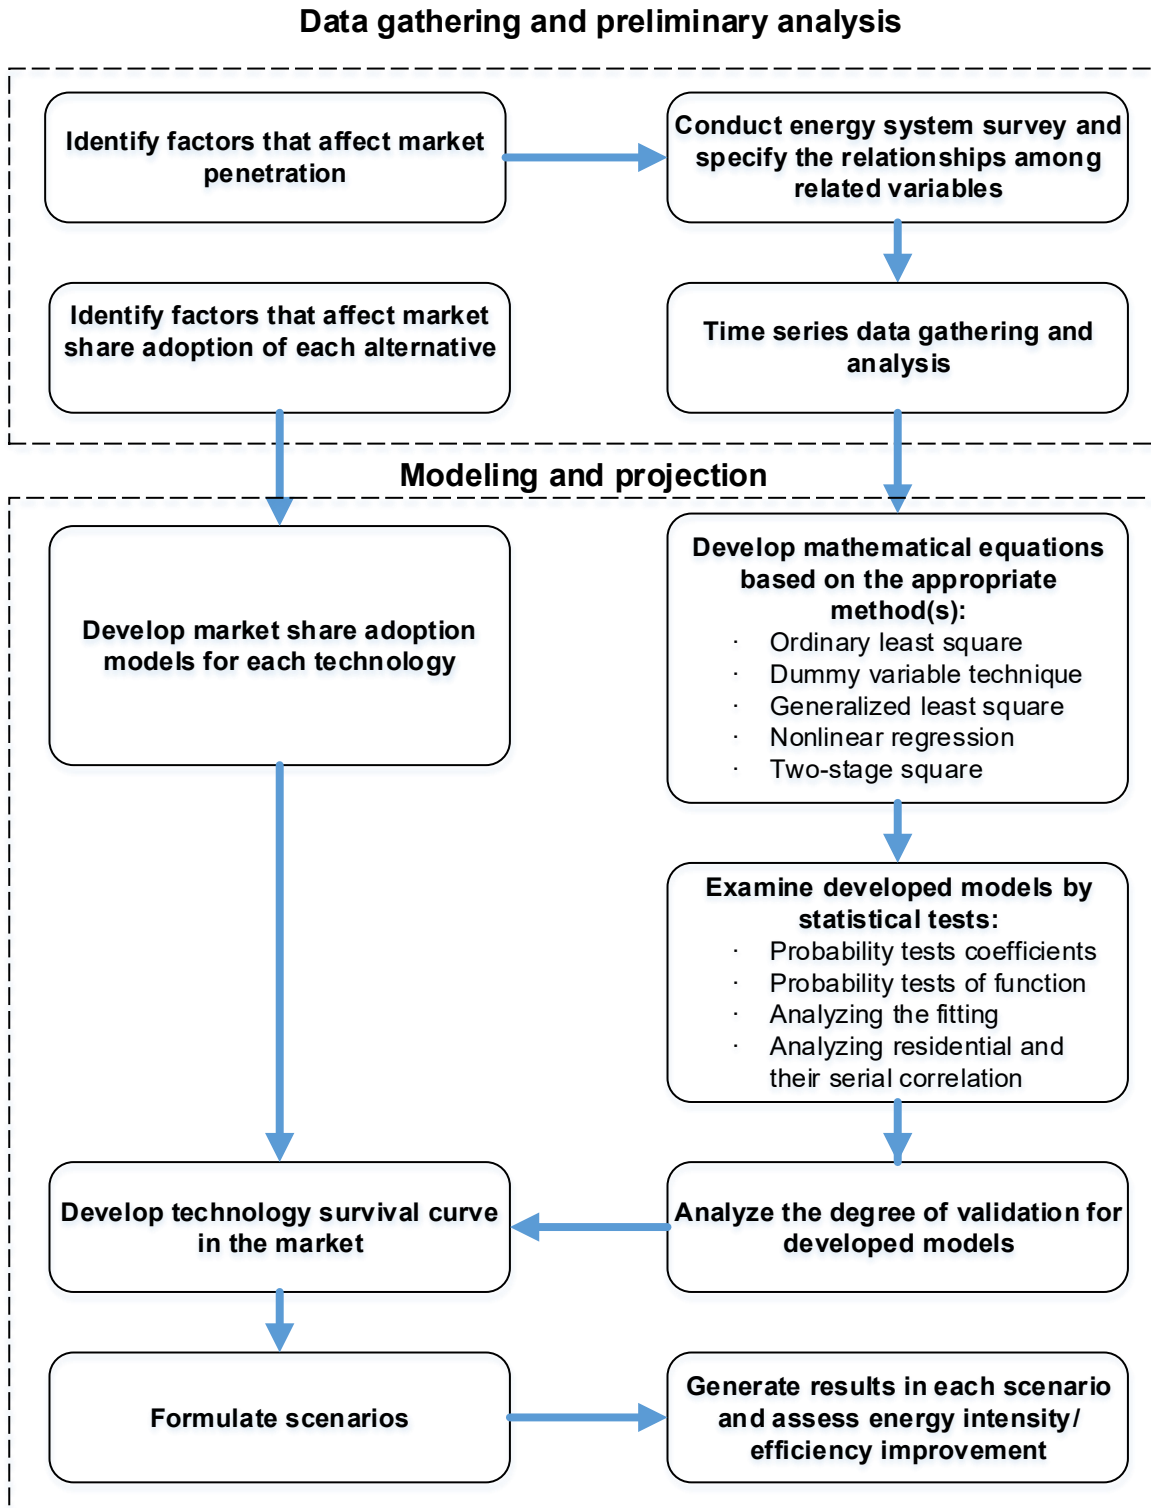 Data gathering and preliminary analysis
Identify factors that affect market
penetration
Conduct energy system survey and
specify the relationships among
related variables
Identify factors that affect market
share adoption of each alternative
Time series data gathering and
analysis
Modeling and projection
Develop market share adoption
models for each technology
Develop mathematical equations
based on the appropriate
method(s):
· Ordinary least square
· Dummy variable technique
· Generalized least square
· Nonlinear regression
· Two-stage square
Examine developed models by
statistical tests:
· Probability tests coefficients
· Probability tests of function
· Analyzing the fitting
· Analyzing residential and
their serial correlation
Develop technology survival curve
in the market
Analyze the degree of validation for
developed models
Formulate scenarios
Generate results in each scenario
and assess energy intensity/
efficiency improvement